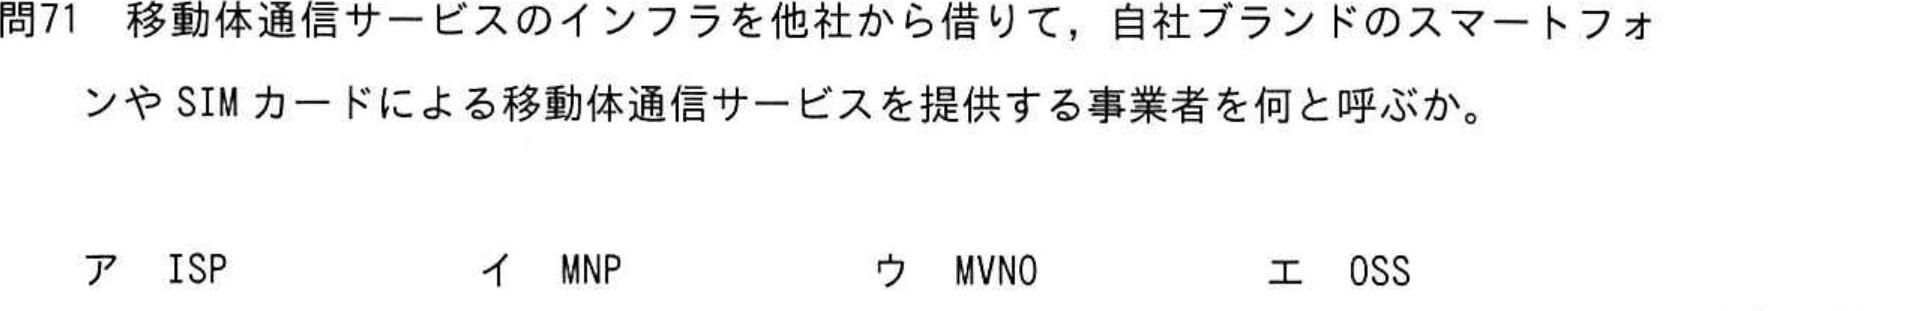 問71　移動体通信サービスのインフラを他社から借りて，自社ブランドのスマートフォ
ンや SIM カードによる移動体通信サービスを提供する事業者を何と呼ぶか。
ア　ISP　イ　MNP　ウ　MVNO　エ　OSS